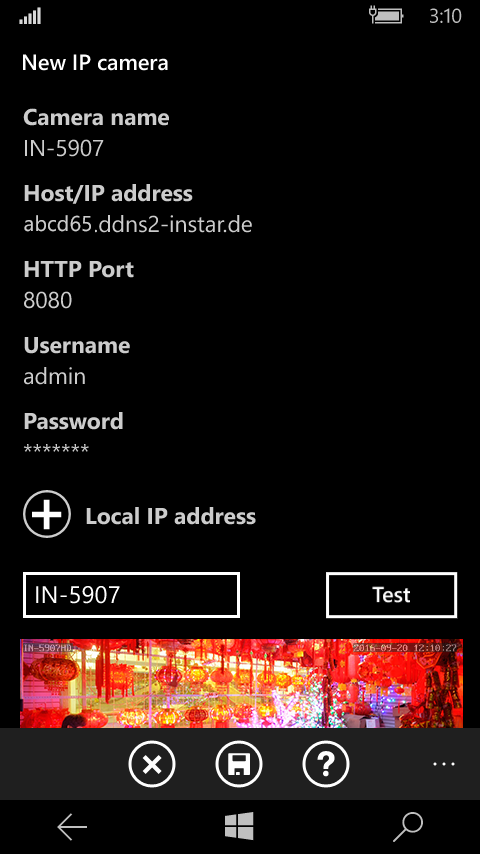 3:10
New IP camera
Camera name
IN-5907
Host/IP address
abcd65.ddns2-instar.de
HTTP Port
8080
Username
admin
Password
*******
Local IP address
IN-5907
Test
IN-5907HD
2016-09-20 12:10:27